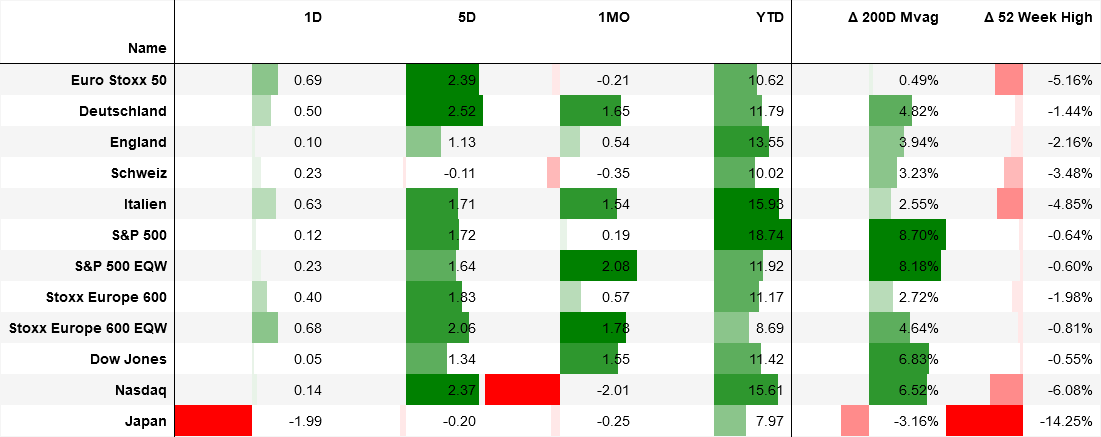 1D 5D 1MO YTD Δ 200D Mvag Δ 52 Week High
Name
Euro Stoxx 50 0.69 2.39 -0.21 10.62 0.49% -5.16%
Deutschland 0.50 2.52 1.65 11.79 4.82% -1.44%
England 0.10 1.13 0.54 13.55 3.94% -2.16%
Schweiz 0.23 -0.11 -0.35 10.02 3.23% -3.48%
Italien 0.63 1.71 1.54 15.93 2.55% -4.85%
S&P 500 0.12 1.72 0.19 18.74 8.70% -0.64%
S&P 500 EQW 0.23 1.64 2.08 11.92 8.18% -0.60%
Stoxx Europe 600 0.40 1.83 0.57 11.17 2.72% -1.98%
Stoxx Europe 600 EQW 0.68 2.06 1.78 8.69 4.64% -0.81%
Dow Jones 0.05 1.34 1.55 11.42 6.83% -0.55%
Nasdaq 0.14 2.37 -2.01 15.61 6.52% -6.08%
Japan -1.99 -0.20 -0.25 7.97 -3.16% -14.25%